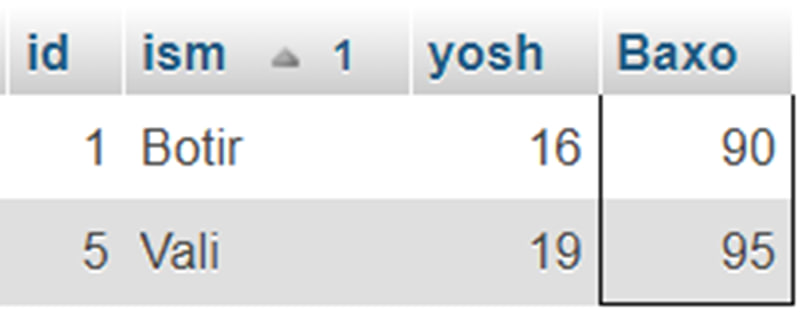 id ism 1 yosh Baxo
1 Botir 16 90
5 Vali 19 95